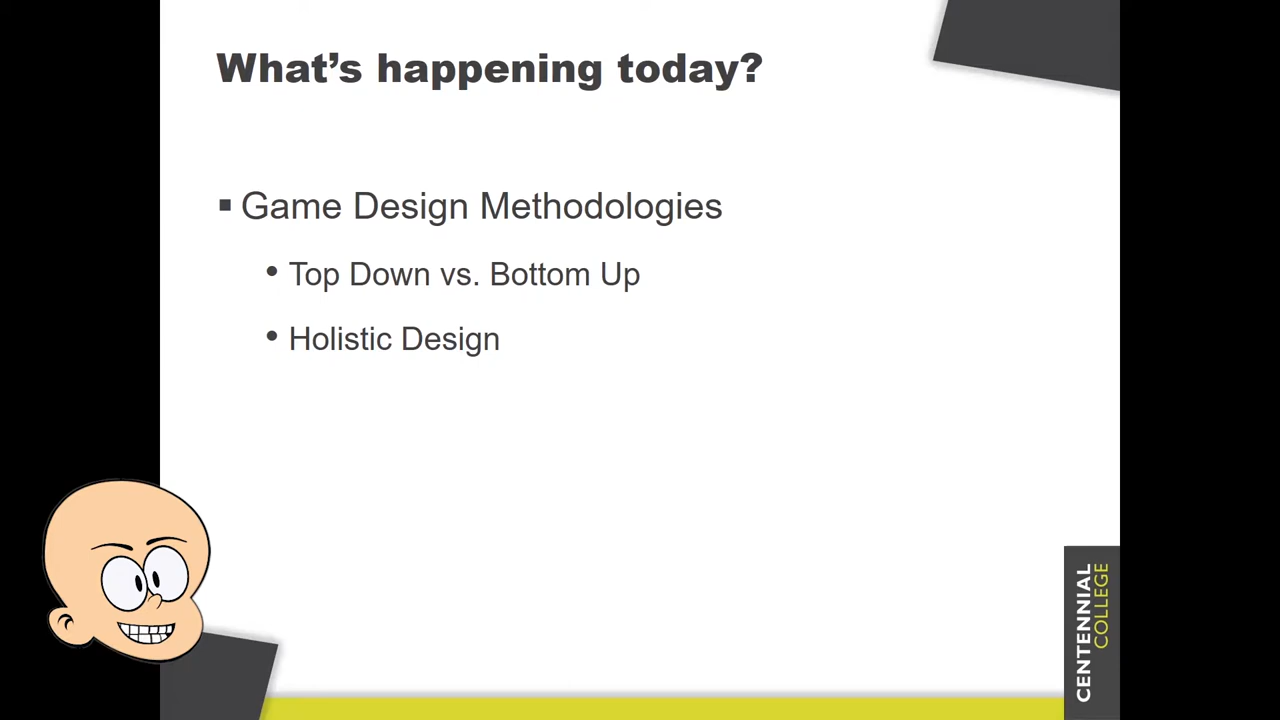 What's happening today?
▪ Game Design Methodologies
• Top Down vs. Bottom Up
• Holistic Design
CENTENNIAL
COLLEGE